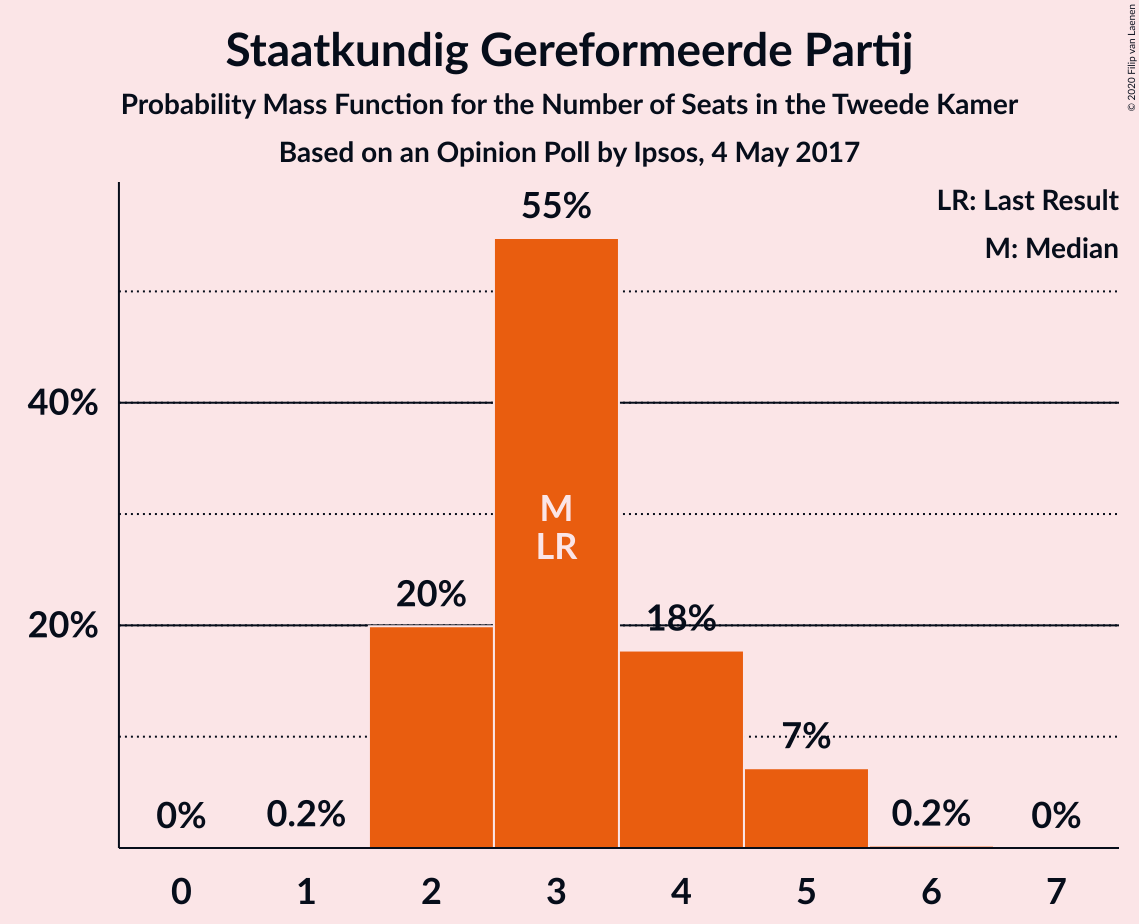 Staatkundig Gereformeerde Partij
Probability Mass Function for the Number of Seats in the Tweede Kamer
Based on an Opinion Poll by Ipsos, 4 May 2017
© 2020 Filip van Laenen
LR: Last Result
M: Median
55%
40%
M
LR
20%
20%
18%
7%
0%
0.2%
0.2%
0%
0 1 2 3 4 5 6 7